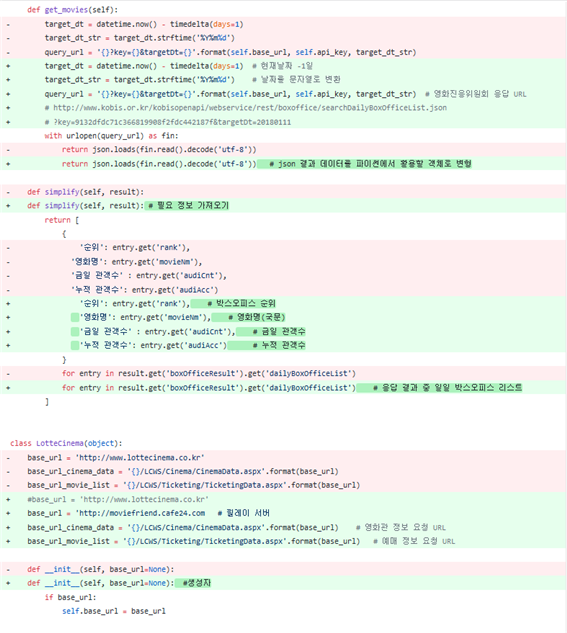 def get_movies(self):
- target_dt = datetime.now() - timedelta(days=1)
- target_dt_str = target_dt.strftime('%Y%m%d')
- query_url = '{}?key={}&targetDt={}'.format(self.base_url, self.api_key, target_dt_str)
+ target_dt = datetime.now() - timedelta(days=1) # 현재날짜 -1일
+ target_dt_str = target_dt.strftime('%Y%m%d') # 날짜를 문자열로 변환
+ query_url = '{}?key={}&targetDt={}'.format(self.base_url, self.api_key, target_dt_str) # 영화진흥위원회 응답 URL
+ # http://www.kobis.or.kr/kobisopenapi/webservice/rest/boxoffice/searchDailyBoxOfficeList.json
+ # ?key=9132dfdc71c366819908f2fdc442187f&targetDt=20180111
with urlopen(query_url) as fin:
- return json.loads(fin.read().decode('utf-8'))
+ return json.loads(fin.read().decode('utf-8')) # json 결과 데이터를 파이썬에서 활용할 객체로 변형
- def simplify(self, result):
+ def simplify(self, result): # 필요 정보 가져오기
return [
{
- '순위': entry.get('rank'),
- '영화명': entry.get('movieNm'),
- '금일 관객수' : entry.get('audiCnt'),
- '누적 관객수': entry.get('audiAcc')
+ '순위': entry.get('rank'), # 박스오피스 순위
+ '영화명': entry.get('movieNm'), # 영화명(국문)
+ '금일 관객수' : entry.get('audiCnt'), # 금일 관객수
+ '누적 관객수': entry.get('audiAcc') # 누적 관객수
}
- for entry in result.get('boxOfficeResult').get('dailyBoxOfficeList')
+ for entry in result.get('boxOfficeResult').get('dailyBoxOfficeList') # 응답 결과 중 일일 박스오피스 리스트
]
class LotteCinema(object):
- base_url = 'http://www.lottecinema.co.kr'
- base_url_cinema_data = '{}/LCWS/Cinema/CinemaData.aspx'.format(base_url)
- base_url_movie_list = '{}/LCWS/Ticketing/TicketingData.aspx'.format(base_url)
+ #base_url = 'http://www.lottecinema.co.kr'
+ base_url = 'http://moviefriend.cafe24.com # 릴레이 서버
+ base_url_cinema_data = '{}/LCWS/Cinema/CinemaData.aspx'.format(base_url) # 영화관 정보 요청 URL
+ base_url_movie_list = '{}/LCWS/Ticketing/TicketingData.aspx'.format(base_url) # 예매 정보 요청 URL
- def __init__(self, base_url=None):
+ def __init__(self, base_url=None): #생성자
if base_url:
self.base_url = base_url